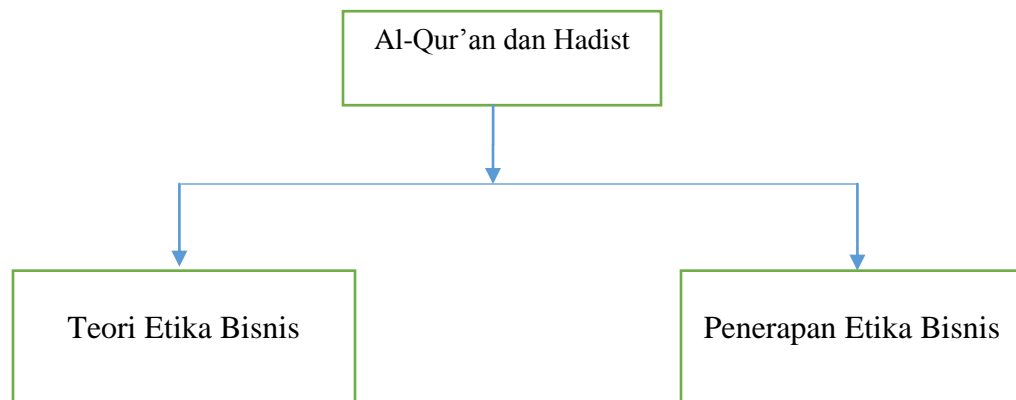 Al-Qur’an dan Hadist
Teori Etika Bisnis
Penerapan Etika Bisnis